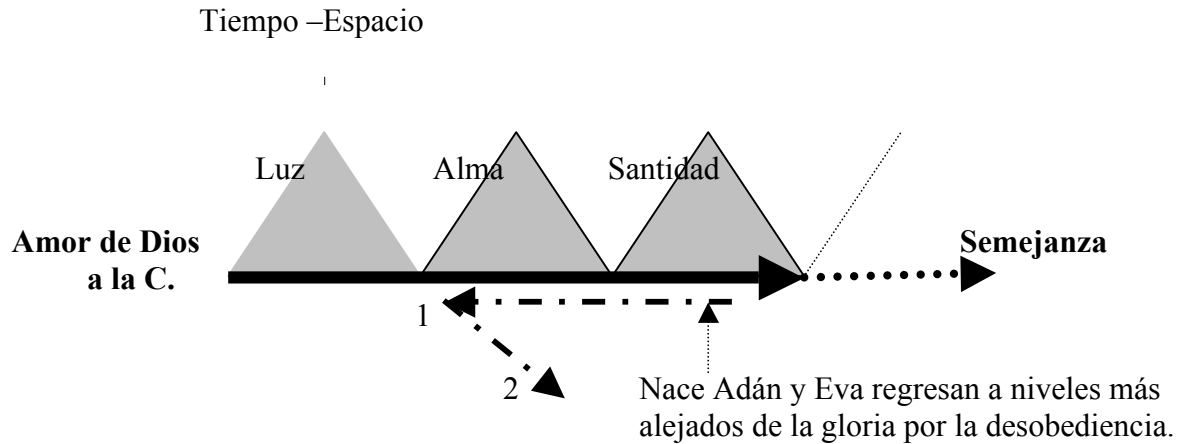 Tiempo –Espacio
Luz
Alma
Santidad
Amor de Dios
a la C.
Semejanza
1
2
Nace Adán y Eva regresan a niveles más
alejados de la gloria por la desobediencia.